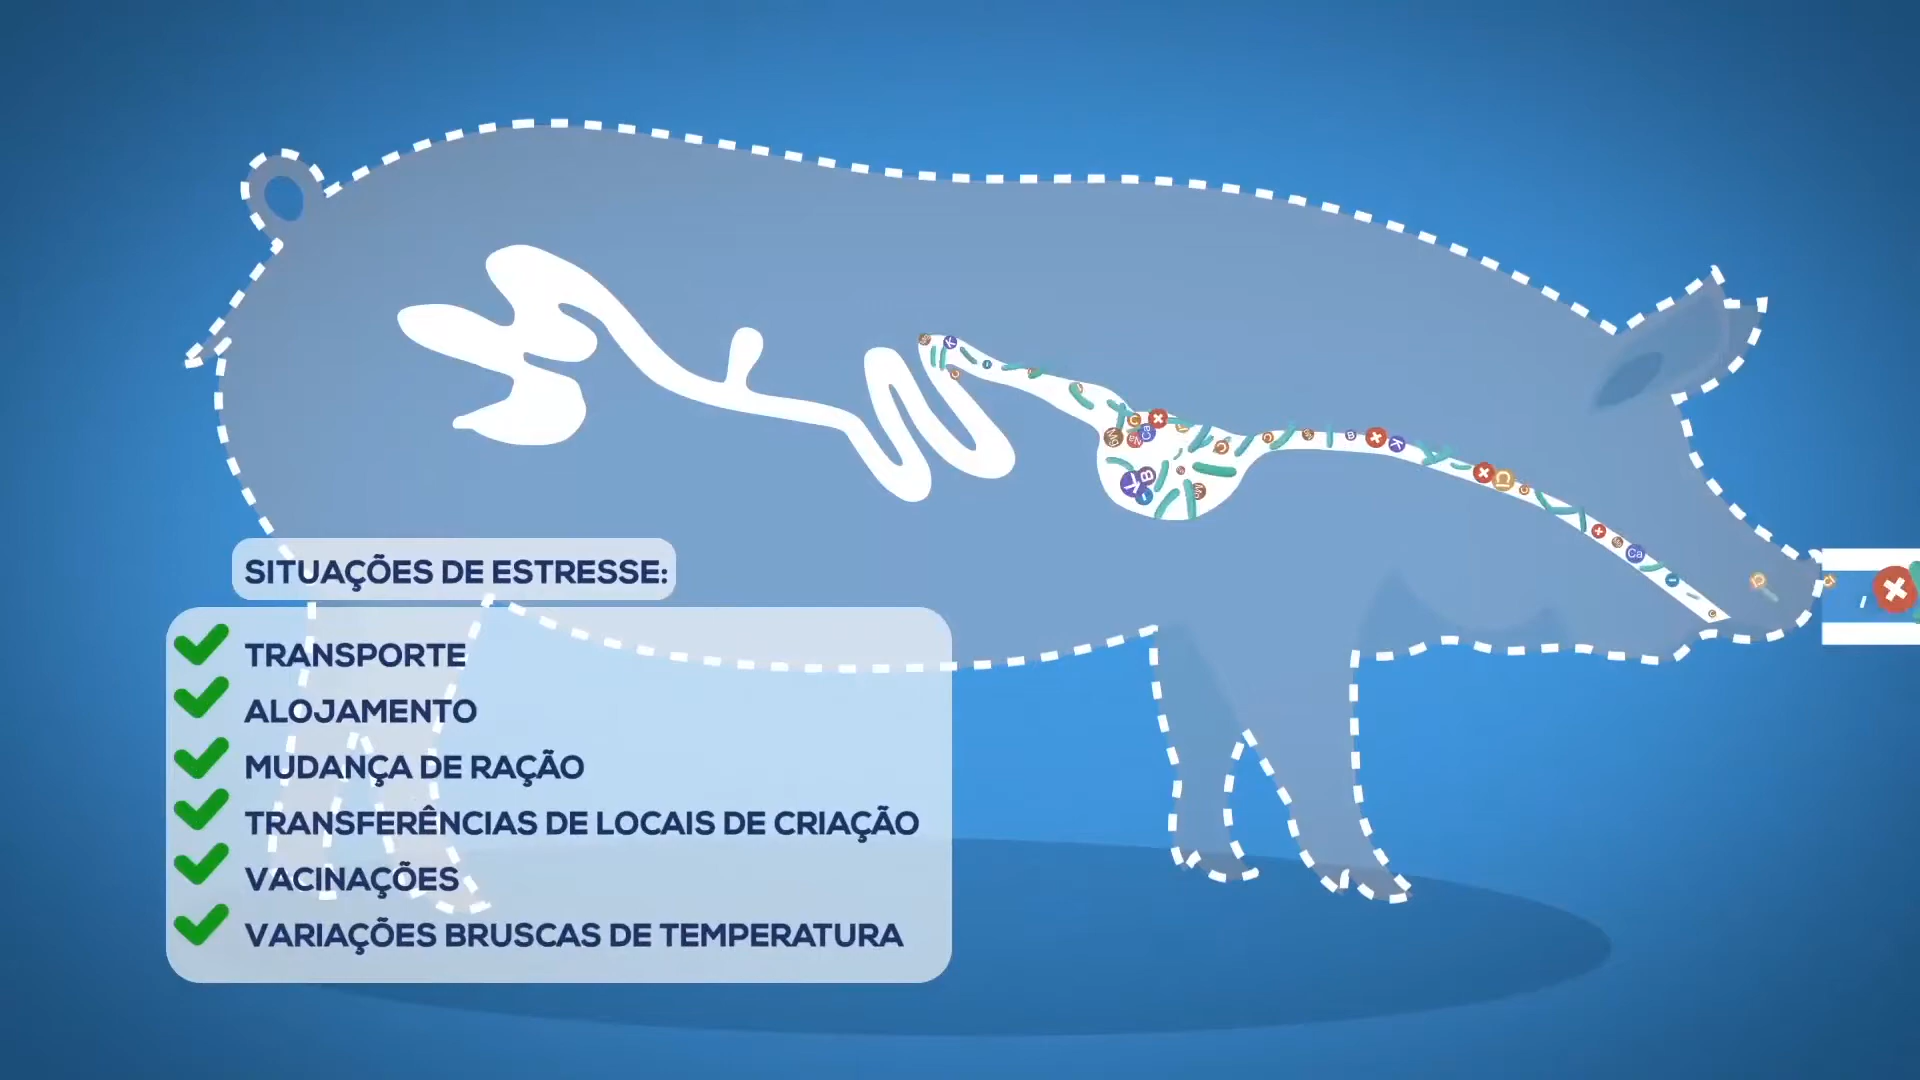 SITUAÇÕES DE ESTRESSE:
TRANSPORTE
ALOJAMENTO
MUDANÇA DE RAÇÃO
TRANSFERÊNCIAS DE LOCAIS DE CRIAÇÃO
VACINAÇÕES
VARIAÇÕES BRUSCAS DE TEMPERATURA